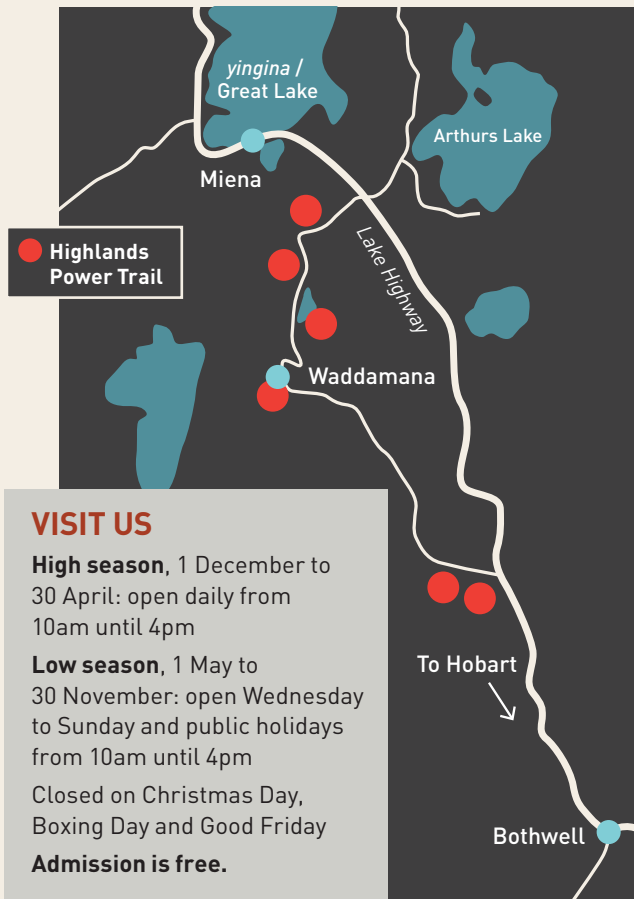 yingina /
Great Lake
Arthurs Lake
Miena
Highlands
Power Trail
Lake Highway
Waddamana
VISIT US
High season, 1 December to
30 April: open daily from
10am until 4pm
Low season, 1 May to
30 November: open Wednesday
to Sunday and public holidays
from 10am until 4pm
Closed on Christmas Day,
Boxing Day and Good Friday
Admission is free.
To Hobart
Bothwell